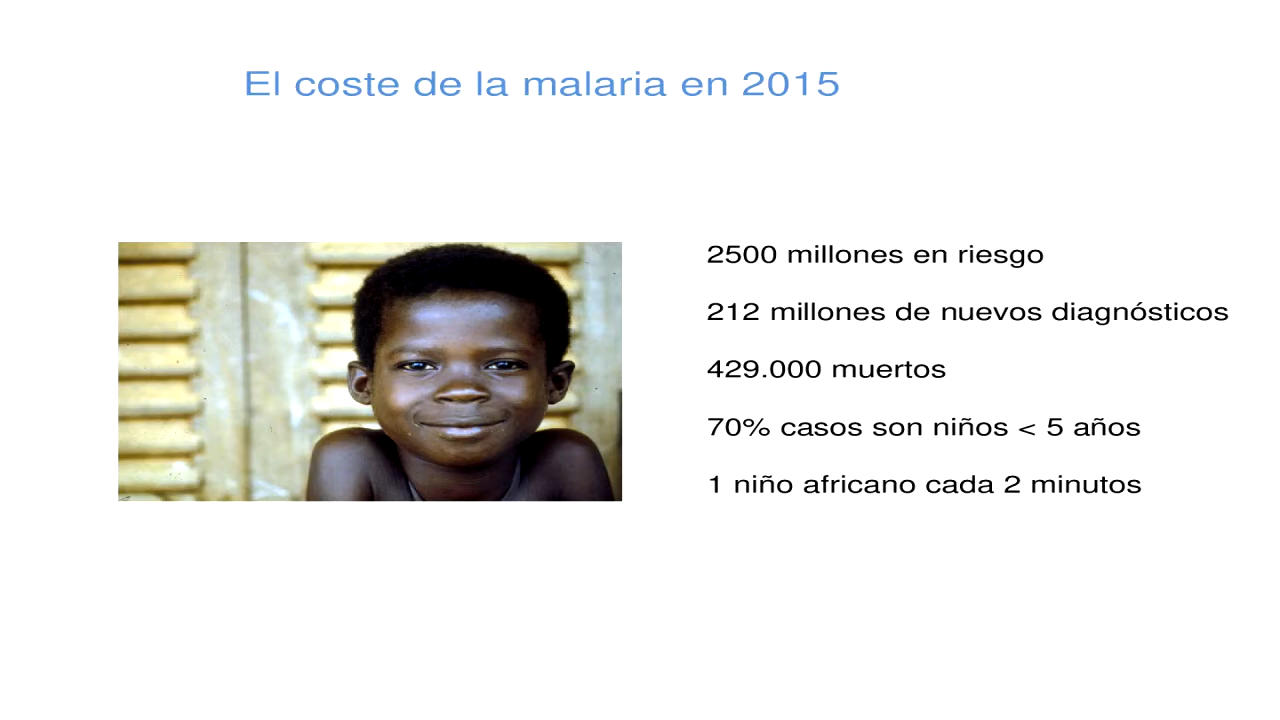 El coste de la malaria en 2015
2500 millones en riesgo
212 millones de nuevos diagnósticos
429.000 muertos
70% casos son niños < 5 años
1 niño africano cada 2 minutos